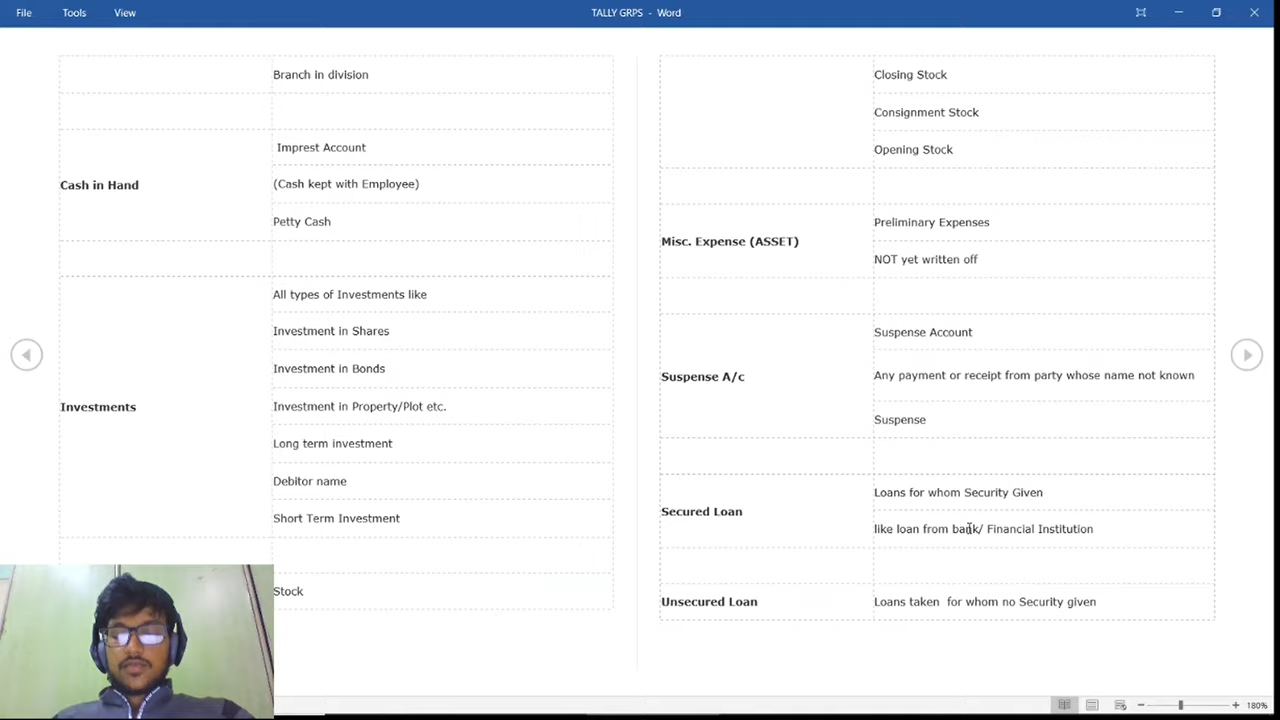 File Tools View TALLY GRPS - Word
Branch in division
Cash in Hand
Imprest Account
(Cash kept with Employee)
Petty Cash
Investments
All types of Investments like
Investment in Shares
Investment in Bonds
Investment in Property/Plot etc.
Long term investment
Debitor name
Short Term Investment
Stock
Closing Stock
Consignment Stock
Opening Stock
Misc. Expense (ASSET)
Preliminary Expenses
NOT yet written off
Suspense A/c
Suspense Account
Any payment or receipt from party whose name not known
Suspense
Secured Loan
Loans for whom Security Given
like loan from bank/ Financial Institution
Unsecured Loan
Loans taken  for whom no Security given
180%